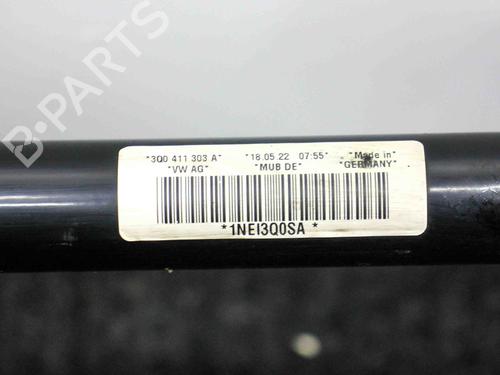 B-PARTS
*3Q0 411 303 A* *18.05.22 07:55* *Made in*
*VW AG* *MUB DE* *GERMANY*
*1NEI3Q0SA*